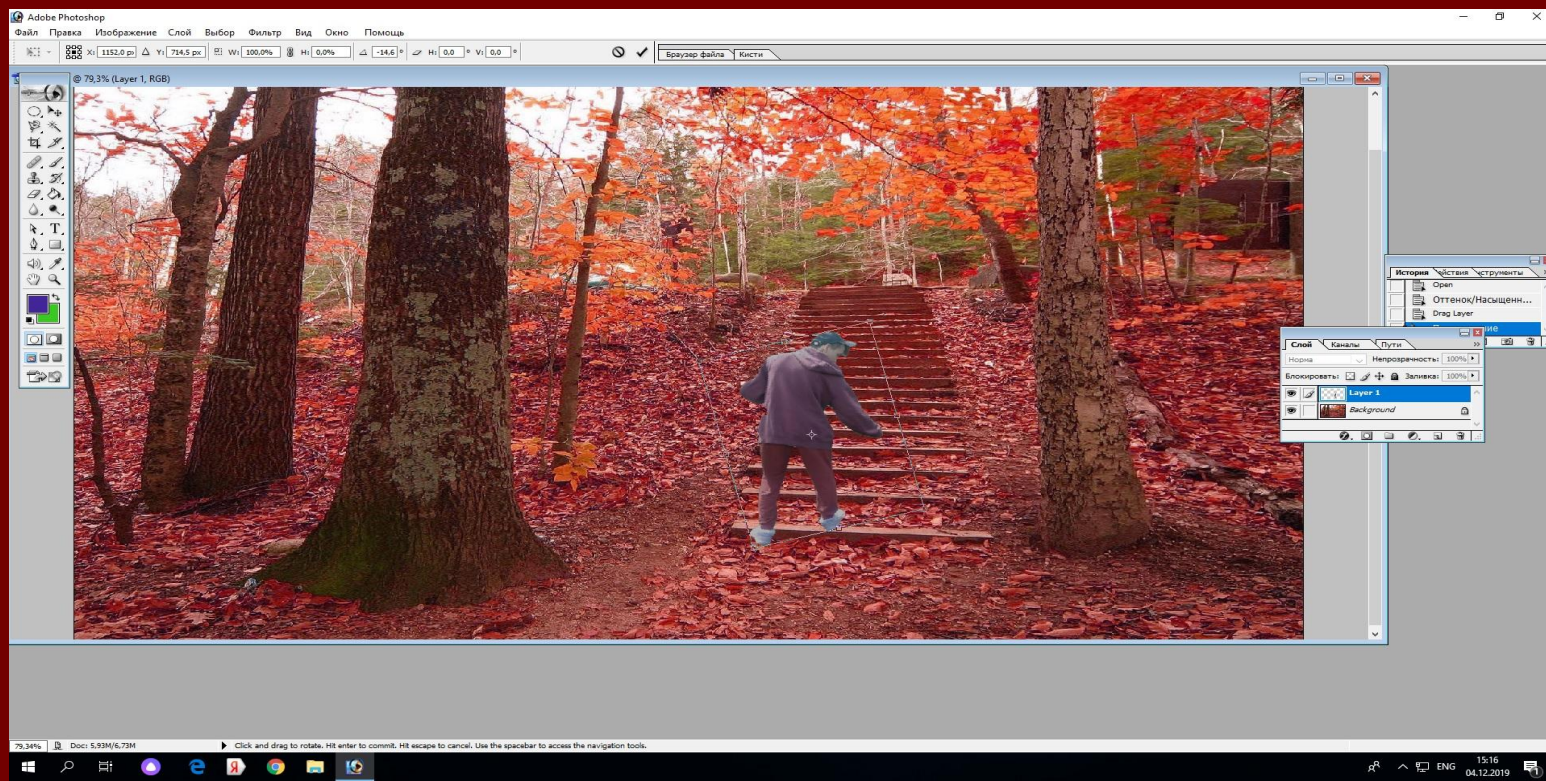 Adobe Photoshop
Файл Правка Изображение Слой Выбор Фильтр Вид Окно Помощь
X: 1152,0 p Y: 714,5 px W: 100,0% H: 0,0% -14,6 ° H: 0,0 ° V: 0,0 ° Браузер файла Кисти
@ 79,3% (Layer 1, RGB)
История
Open
Оттенок/Насыщенн...
Drag Layer
Слой Каналы Пути
Норма Непрозрачность: 100%
Блокировать: Заливка: 100%
Layer 1
Background
79,34% Doc: 5,93M/6,73M Click and drag to rotate. Hit enter to commit. Hit escape to cancel. Use the spacebar to access the navigation tools.
ENG 15:16
04.12.2019